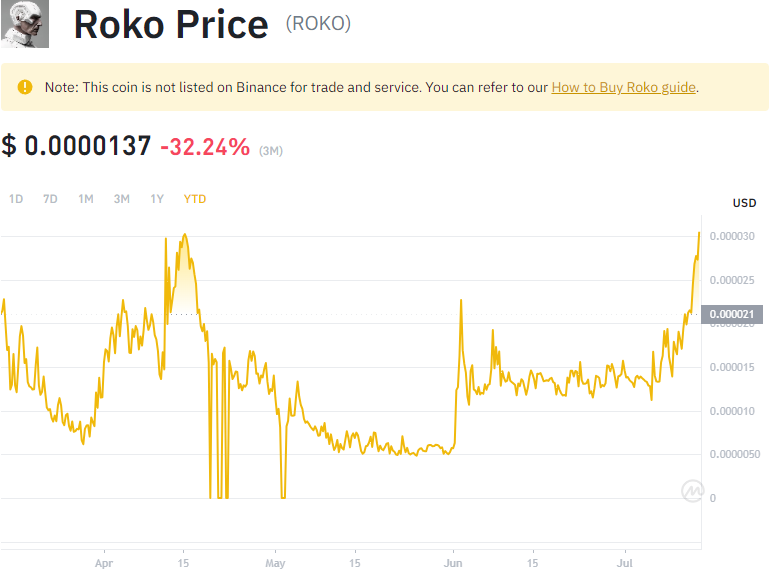 Roko Price (ROKO)
Note: This coin is not listed on Binance for trade and service. You can refer to our How to Buy Roko guide.
$ 0.0000137 -32.24% (3M)
1D 7D 1M 3M 1Y YTD
USD
0.000030
0.000025
0.000021
0.000020
0.000015
0.000010
0.0000050
0
Apr 15 May 15 Jun 15 Jul